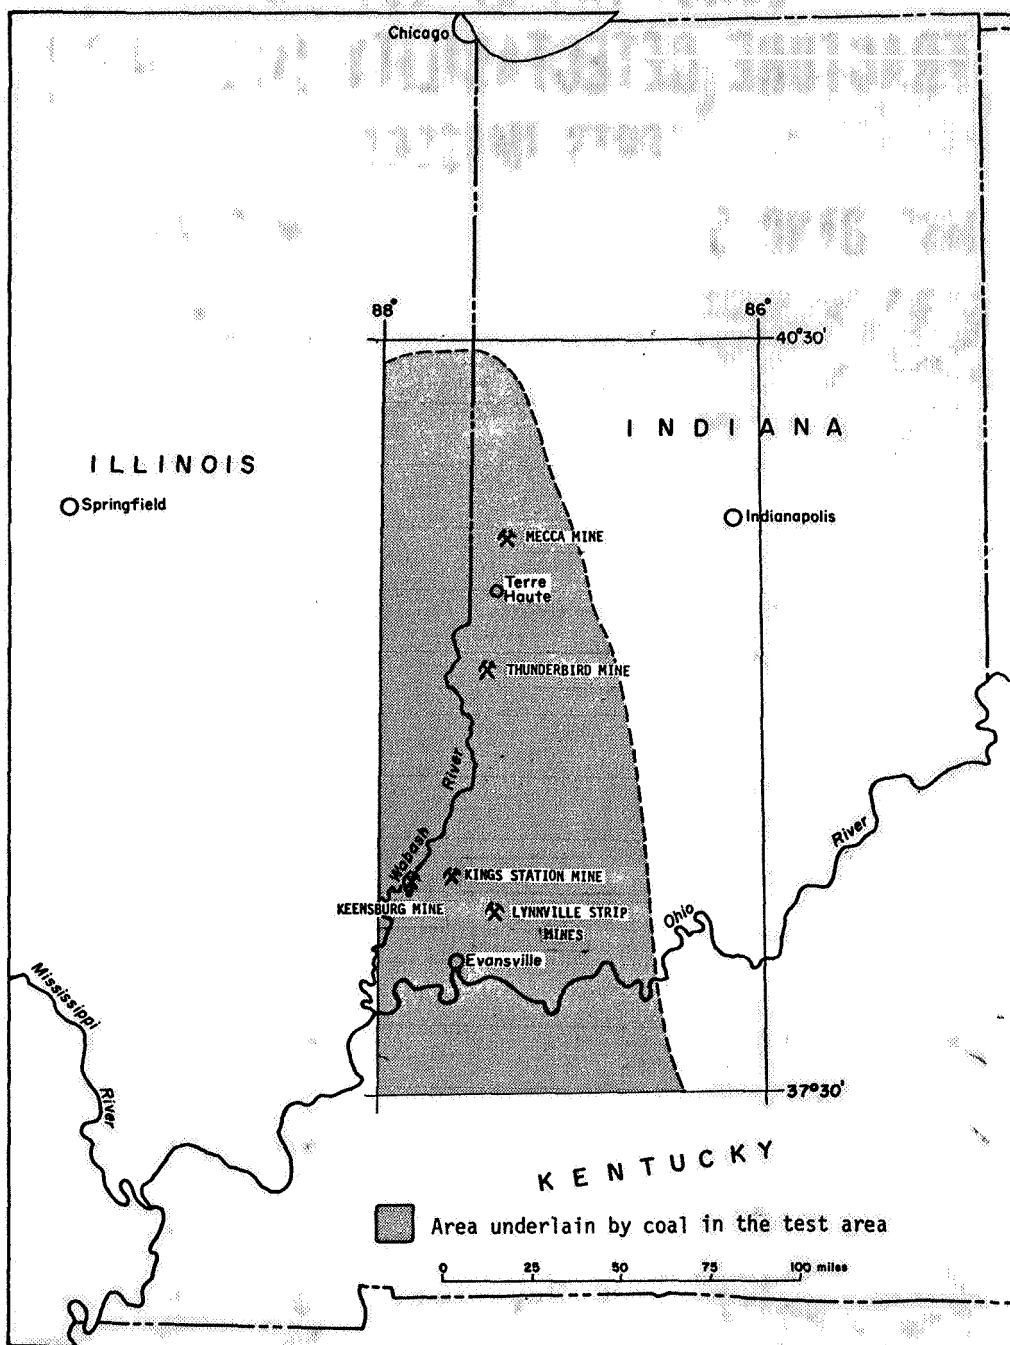 Chicago
88°
86°
40°30'
INDIANA
ILLINOIS
Springfield
Indianapolis
MECCA MINE
Terre
Haute
THUNDERBIRD MINE
River
Wabash
River
KINGS STATION MINE
KEENSBURG MINE
LYNNVILLE STRIP
MINES
Ohio
Evansville
Mississippi
River
37°30'
KENTUCKY
Area underlain by coal in the test area
0 25 50 75 100 miles